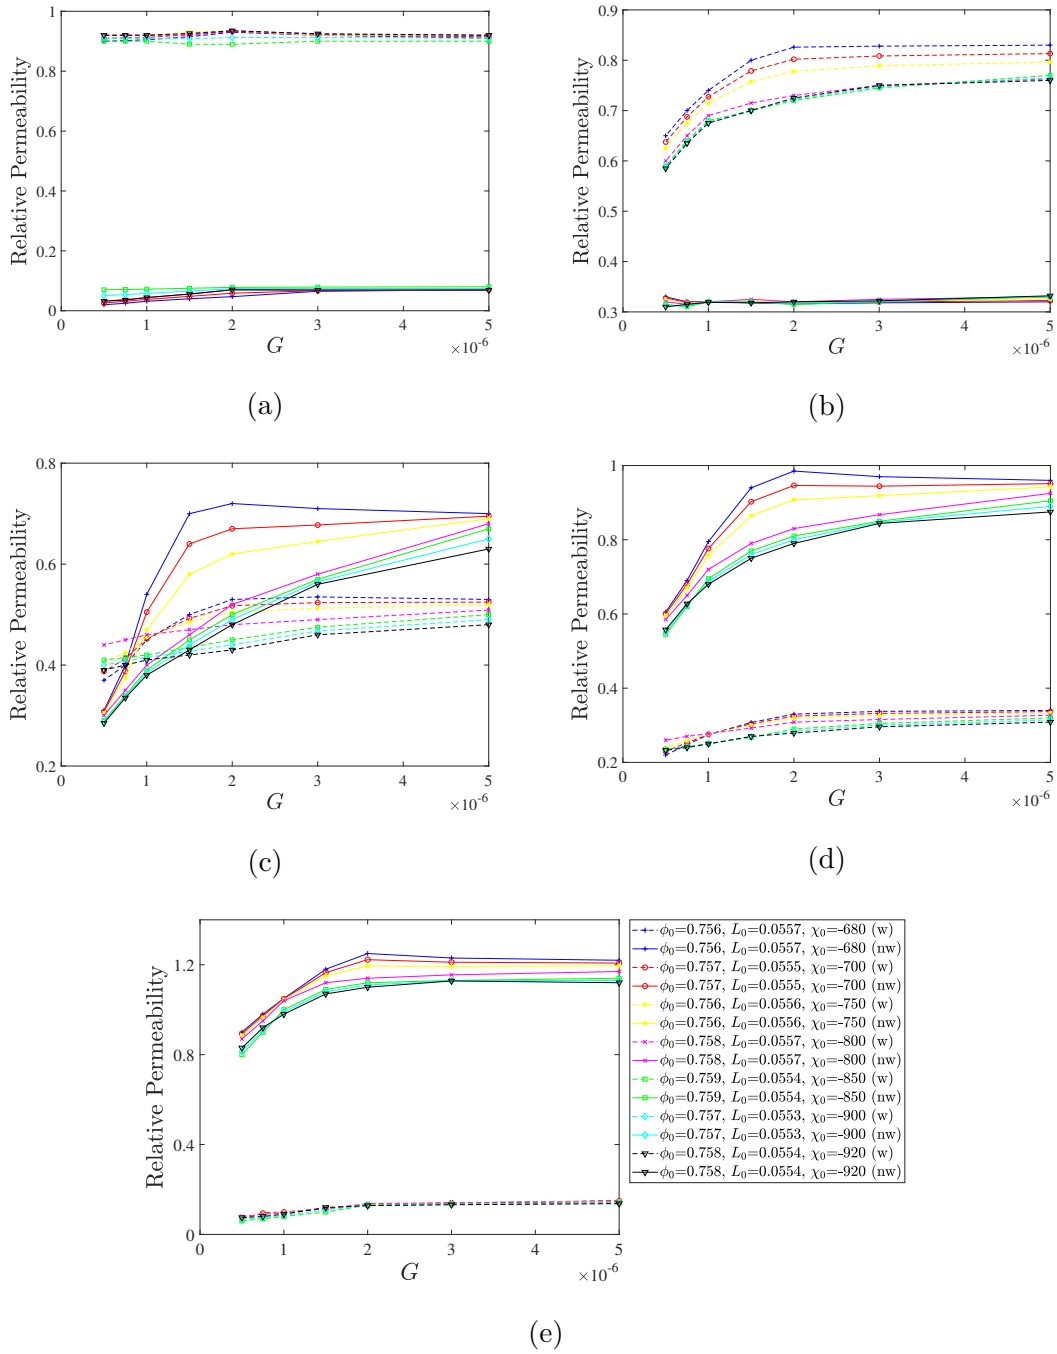 Relative Permeability
1
0.8
0.6
0.4
0.2
0
0 1 2 3 4 5
G
×10⁻⁶
(a)
Relative Permeability
0.9
0.8
0.7
0.6
0.5
0.4
0.3
0 1 2 3 4 5
G
×10⁻⁶
(b)
Relative Permeability
0.8
0.6
0.4
0.2
0 1 2 3 4 5
G
×10⁻⁶
(c)
Relative Permeability
1
0.8
0.6
0.4
0.2
0 1 2 3 4 5
G
×10⁻⁶
(d)
Relative Permeability
1.2
0.8
0.4
0
0 1 2 3 4 5
G
×10⁻⁶
ϕ₀=0.756, L₀=0.0557, χ₀=-680 (w)
ϕ₀=0.756, L₀=0.0557, χ₀=-680 (nw)
ϕ₀=0.757, L₀=0.0555, χ₀=-700 (w)
ϕ₀=0.757, L₀=0.0555, χ₀=-700 (nw)
ϕ₀=0.756, L₀=0.0556, χ₀=-750 (w)
ϕ₀=0.756, L₀=0.0556, χ₀=-750 (nw)
ϕ₀=0.758, L₀=0.0557, χ₀=-800 (w)
ϕ₀=0.758, L₀=0.0557, χ₀=-800 (nw)
ϕ₀=0.759, L₀=0.0554, χ₀=-850 (w)
ϕ₀=0.759, L₀=0.0554, χ₀=-850 (nw)
ϕ₀=0.757, L₀=0.0553, χ₀=-900 (w)
ϕ₀=0.757, L₀=0.0553, χ₀=-900 (nw)
ϕ₀=0.758, L₀=0.0554, χ₀=-920 (w)
ϕ₀=0.758, L₀=0.0554, χ₀=-920 (nw)
(e)